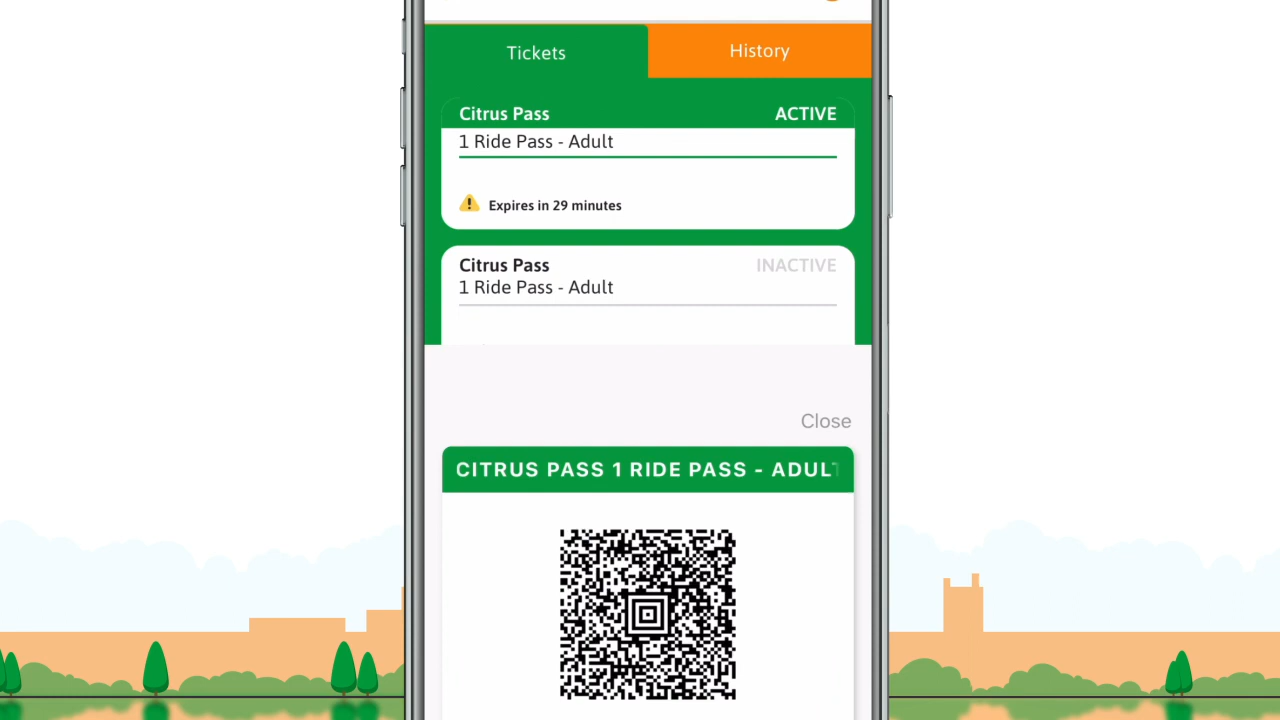 Tickets
History
Citrus Pass
ACTIVE
1 Ride Pass - Adult
Expires in 29 minutes
Citrus Pass
INACTIVE
1 Ride Pass - Adult
Close
CITRUS PASS 1 RIDE PASS - ADULT